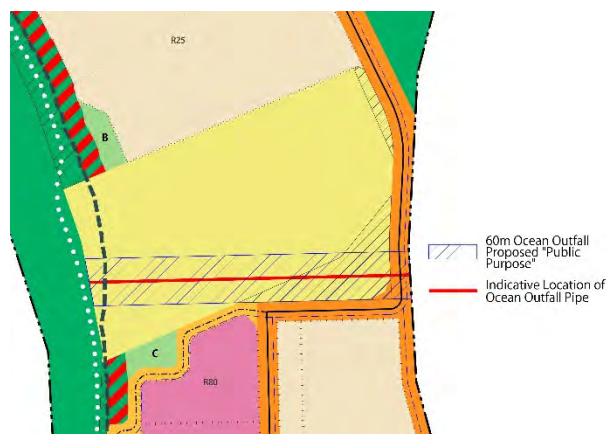 R25
B
60m Ocean Outfall
Proposed "Public
Purpose"
Indicative Location of
Ocean Outfall Pipe
C
R80